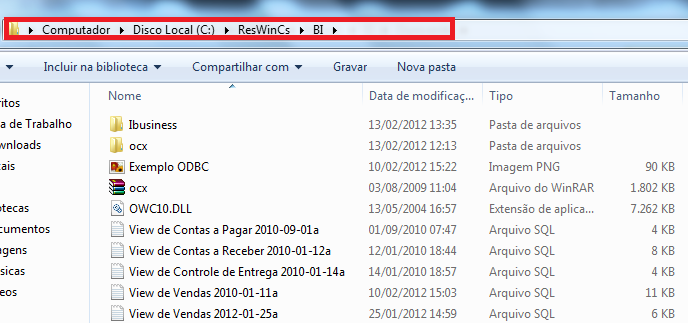 Computador Disco Local (C:) ResWinCs BI
Incluir na biblioteca Compartilhar com Gravar Nova pasta
Nome Data de modificaç... Tipo Tamanho
ritos Ibusiness 13/02/2012 13:35 Pasta de arquivos
a de Trabalho ocx 13/02/2012 12:13 Pasta de arquivos
wnloads Exemplo ODBC 10/02/2012 15:22 Imagem PNG 90 KB
cais ocx 03/08/2009 11:04 Arquivo do WinRAR 1.802 KB
otecas OWC10.DLL 13/05/2004 16:57 Extensão de aplica... 7.262 KB
cumentos View de Contas a Pagar 2010-09-01a 01/09/2010 07:47 Arquivo SQL 4 KB
agens View de Contas a Receber 2010-01-12a 12/01/2010 18:44 Arquivo SQL 8 KB
sicas View de Controle de Entrega 2010-01-14a 14/01/2010 18:57 Arquivo SQL 4 KB
eos View de Vendas 2010-01-11a 10/02/2012 15:03 Arquivo SQL 11 KB
View de Vendas 2012-01-25a 25/01/2012 14:59 Arquivo SQL 6 KB